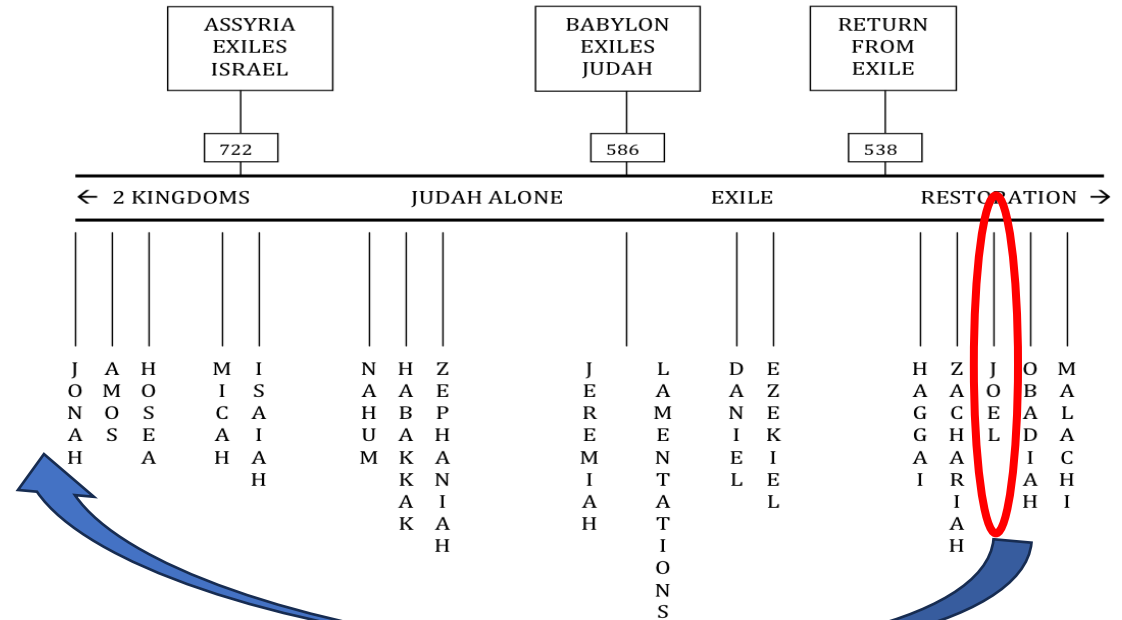 ASSYRIA
EXILES
ISRAEL
BABYLON
EXILES
JUDAH
RETURN
FROM
EXILE
722
586
538
← 2 KINGDOMS
JUDAH ALONE
EXILE
RESTORATION →
JONAH
AMOS
HOSEA
MICAH
ISAIAH
NAHUM
HABAKKAK
ZEPHANIAH
JEREMIAH
LAMENTATIONS
DANIEL
EZEKIEL
HAGGAI
ZACHARIAH
JOEL
OBADIAH
MALACHI